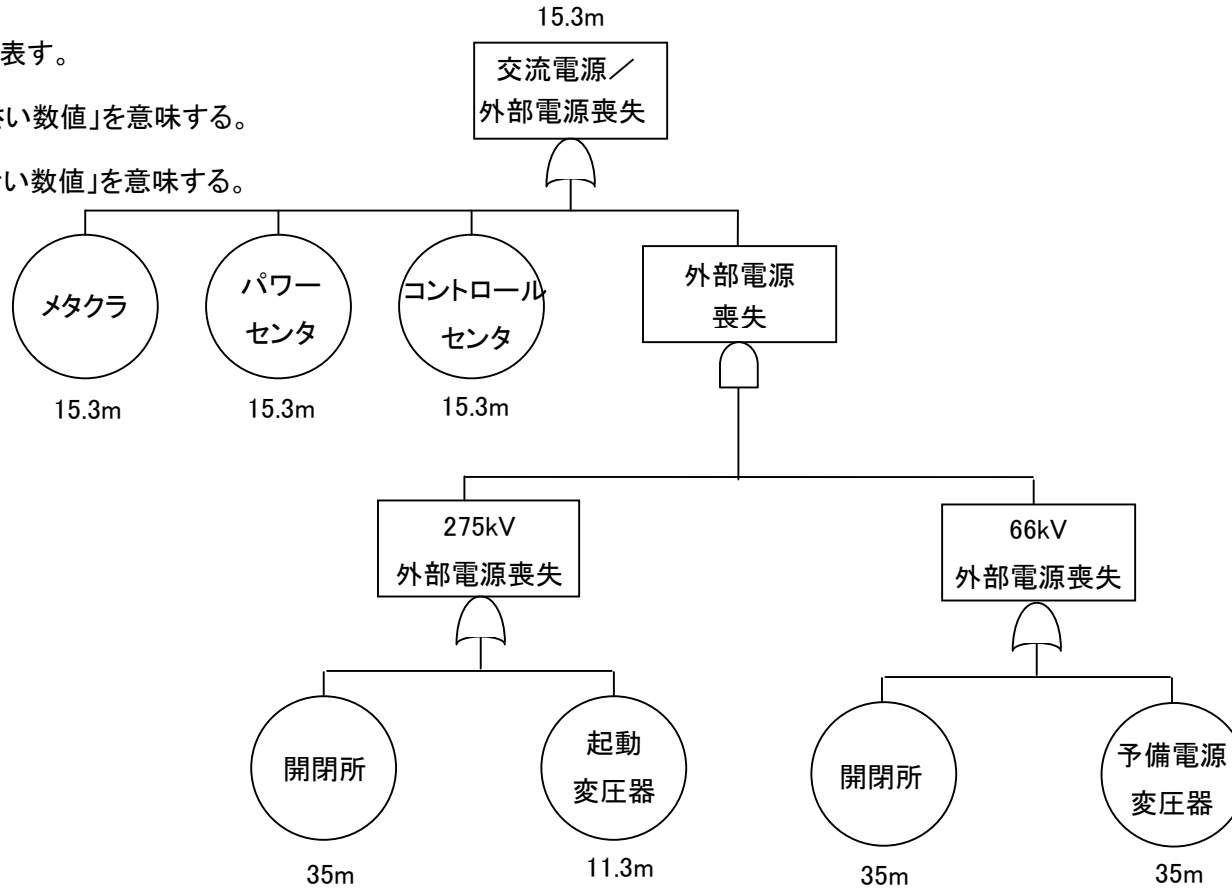 15.3m
表す。
交流電源／
外部電源喪失
い数値」を意味する。
い数値」を意味する。
メタクラ
パワー
センタ
コントロール
センタ
外部電源
喪失
15.3m
15.3m
15.3m
275kV
外部電源喪失
66kV
外部電源喪失
開閉所
起動
変圧器
開閉所
予備電源
変圧器
35m
11.3m
35m
35m